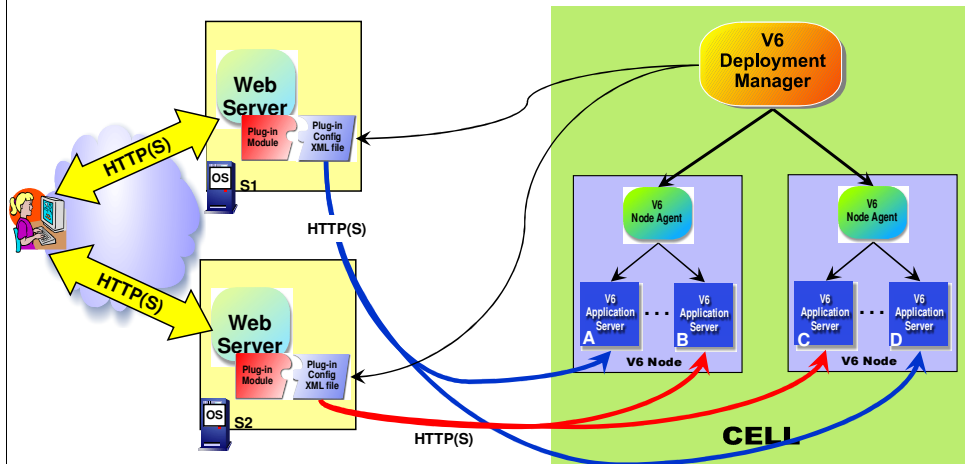 Web
Server
Plug-in
Module
Plug-in
Config
XML file
OS
S1
HTTP(S)
HTTP(S)
HTTP(S)
Web
Server
Plug-in
Module
Plug-in
Config
XML file
OS
S2
HTTP(S)
V6
Deployment
Manager
V6
Node Agent
V6
Application
Server
A
...
V6
Application
Server
B
V6 Node
V6
Node Agent
V6
Application
Server
C
...
V6
Application
Server
D
V6 Node
CELL